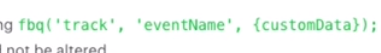 ng fbq('track', 'eventName', {customData});
not be altered